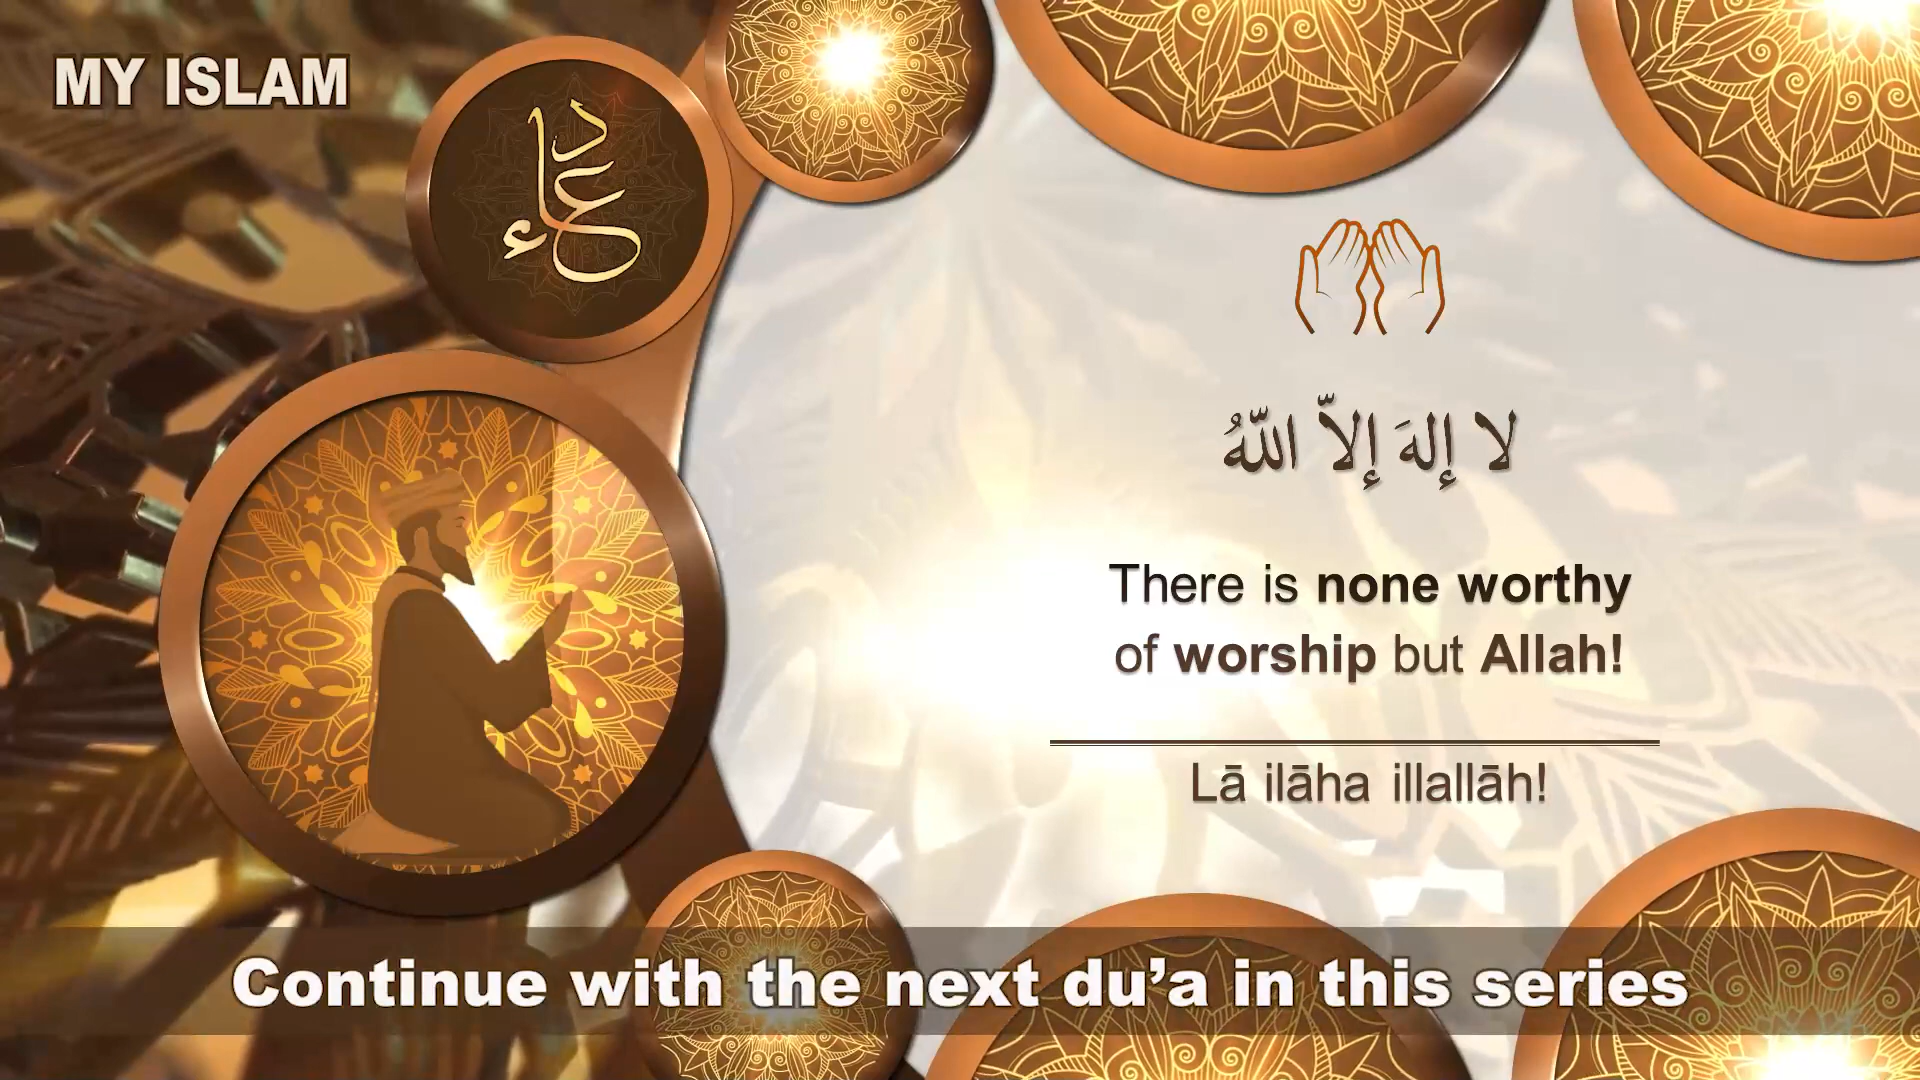 MY ISLAM
دعاء
لا إلهَ إلاّ اللّهُ
There is none worthy
of worship but Allah!
Lā ilāha illallāh!
Continue with the next du’a in this series